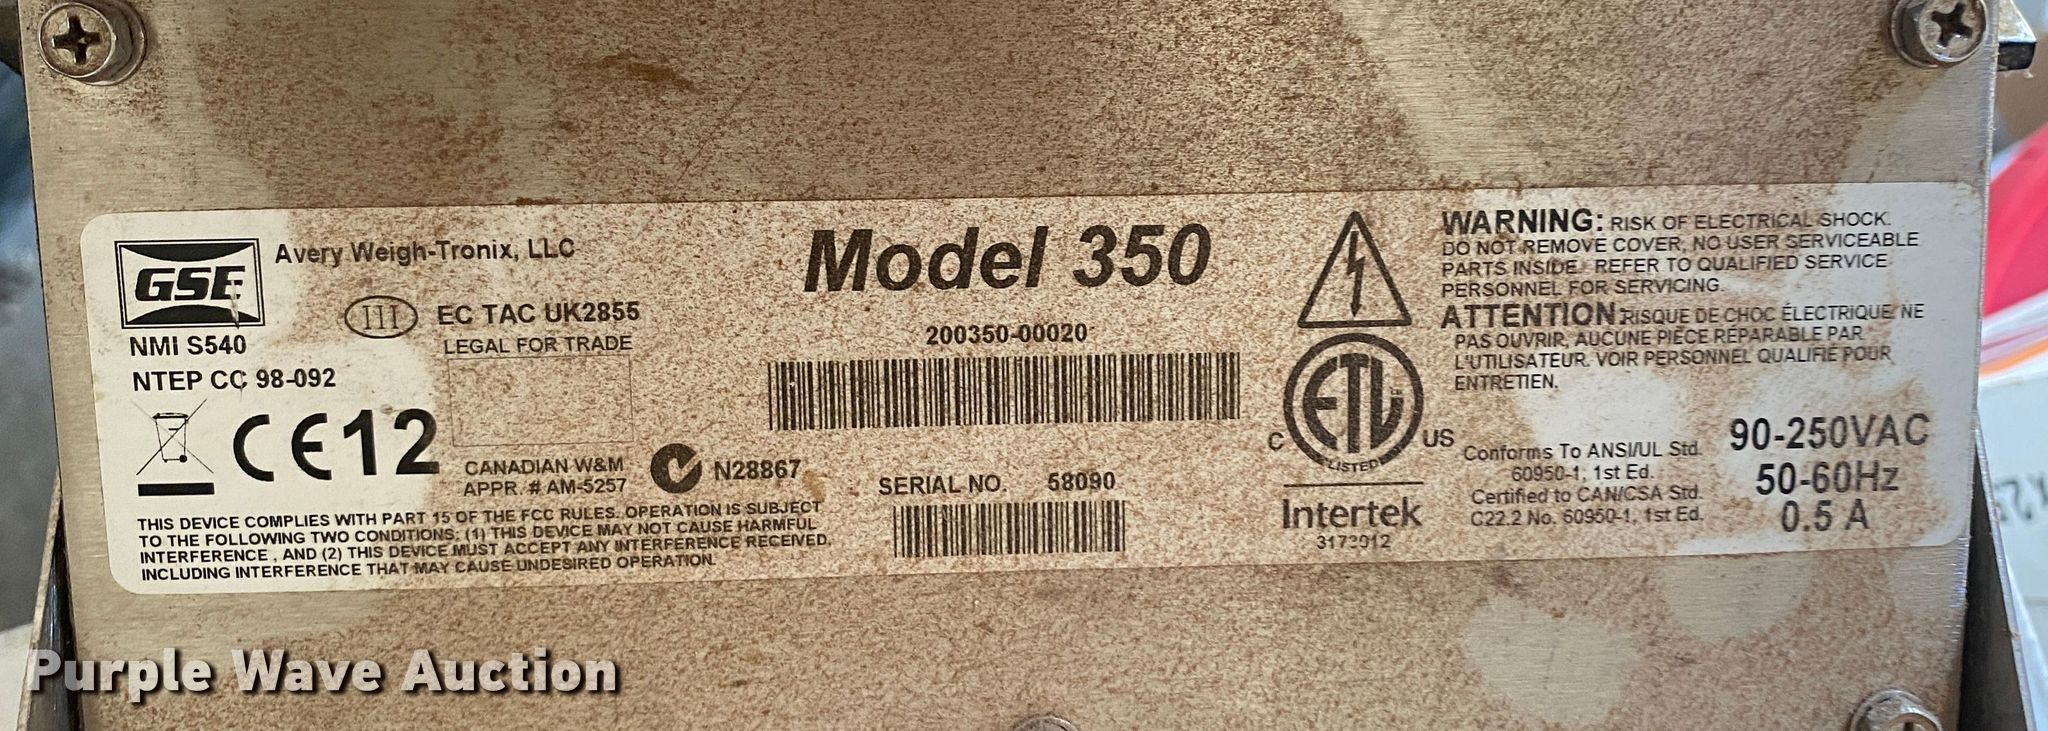 GSE
Avery Weigh-Tronix, LLC
III EC TAC UK2855
LEGAL FOR TRADE
NMI S540
NTEP CC 98-092
CE12
CANADIAN W&M
APPR. # AM-5257
N28867
THIS DEVICE COMPLIES WITH PART 15 OF THE FCC RULES. OPERATION IS SUBJECT
TO THE FOLLOWING TWO CONDITIONS: (1) THIS DEVICE MAY NOT CAUSE HARMFUL
INTERFERENCE , AND (2) THIS DEVICE MUST ACCEPT ANY INTERFERENCE RECEIVED,
INCLUDING INTERFERENCE THAT MAY CAUSE UNDESIRED OPERATION.
Model 350
200350-00020
SERIAL NO. 58090
C ETL US
LISTED
Intertek
WARNING: RISK OF ELECTRICAL SHOCK.
DO NOT REMOVE COVER, NO USER SERVICEABLE
PARTS INSIDE. REFER TO QUALIFIED SERVICE
PERSONNEL FOR SERVICING.
ATTENTION RISQUE DE CHOC ÉLECTRIQUE NE
PAS OUVRIR, AUCUNE PIÈCE RÉPARABLE PAR
L'UTILISATEUR. VOIR PERSONNEL QUALIFIÉ POUR
ENTRETIEN.
Conforms To ANSI/UL Std.
60950-1, 1st Ed.
Certified to CAN/CSA Std.
C22.2 No. 60950-1, 1st Ed.
90-250VAC
50-60Hz
0.5 A
Purple Wave Auction